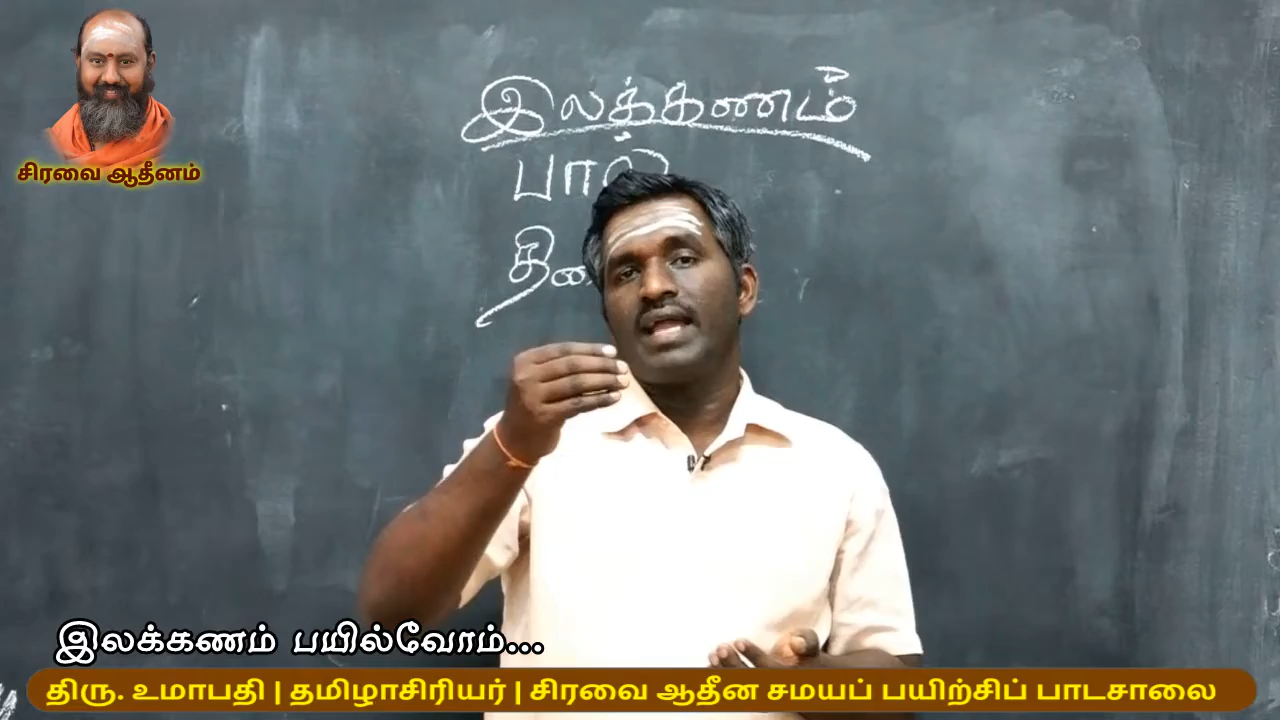 சிரவை ஆதீனம்
இலக்கணம்
இலக்கணம் பயில்வோம்...
திரு. உமாபதி | தமிழாசிரியர் | சிரவை ஆதீன சமயப் பயிற்சிப் பாடசாலை